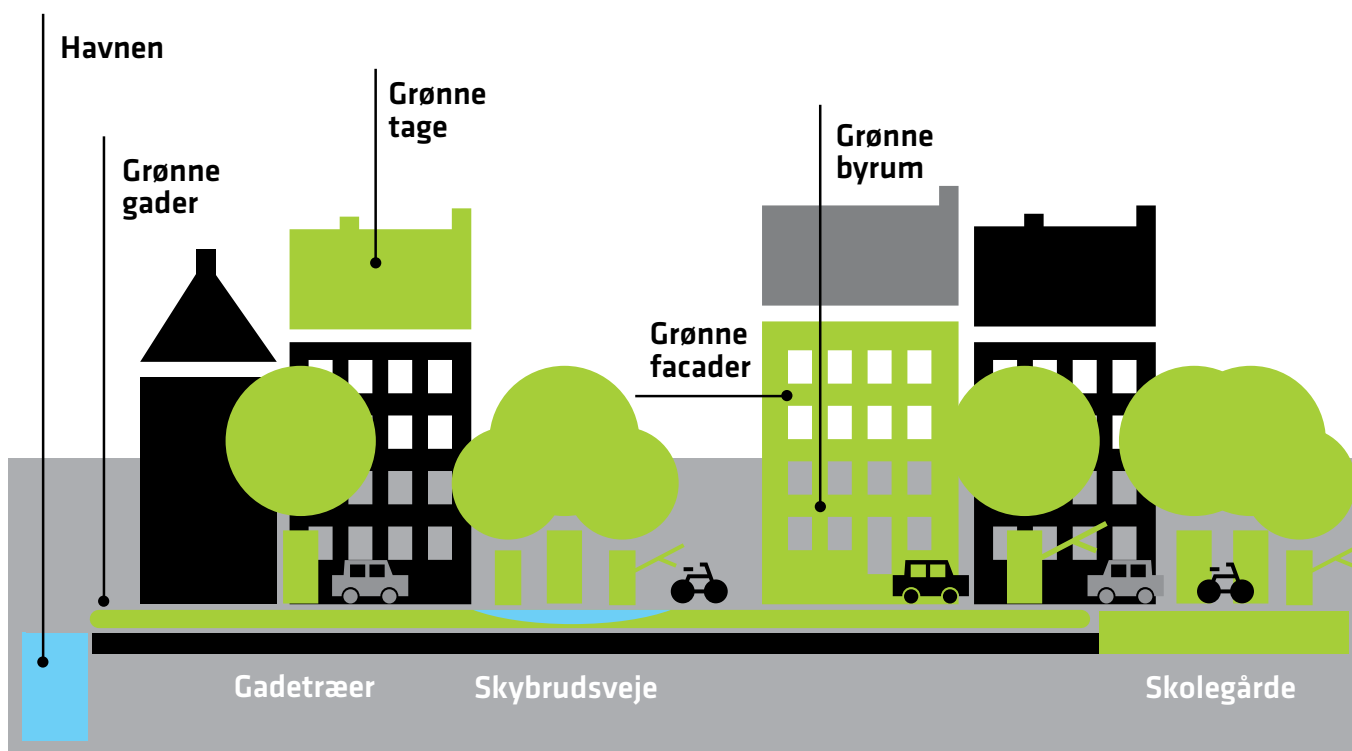 Havnen
Grønne
tage
Grønne
byrum
Grønne
gader
Grønne
facader
Gadetræer
Skybrudsveje
Skolegårde